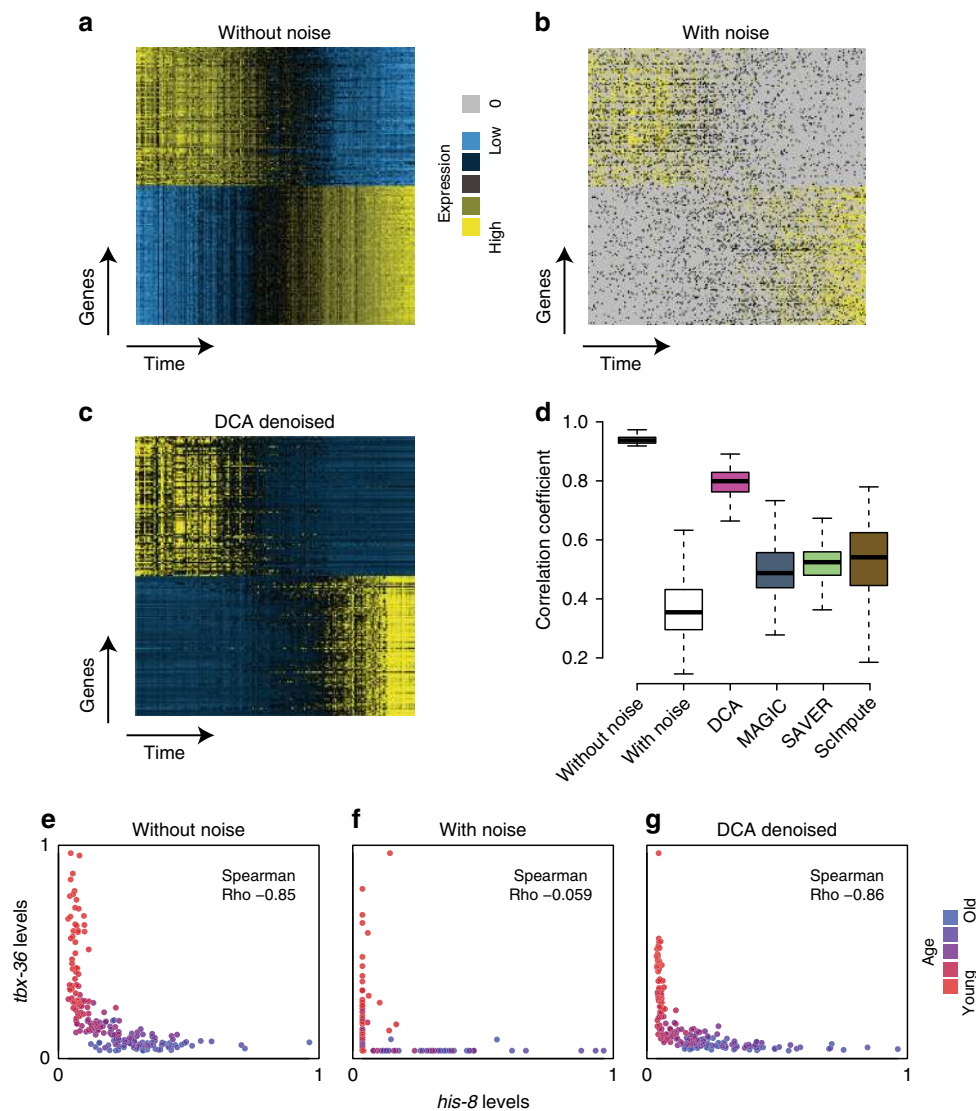 a
Without noise
b
With noise
0
Low
High
Expression
Genes
Time
Genes
Time
c
DCA denoised
Genes
Time
d
Correlation coefficient
1.0
0.8
0.6
0.4
0.2
Without noise
With noise
DCA
MAGIC
SAVER
ScImpute
e
Without noise
f
With noise
g
DCA denoised
1
Spearman
Rho −0.85
Spearman
Rho −0.059
Spearman
Rho −0.86
tbx-36 levels
0
0
1
0
1
0
1
his-8 levels
Age
Old
Young